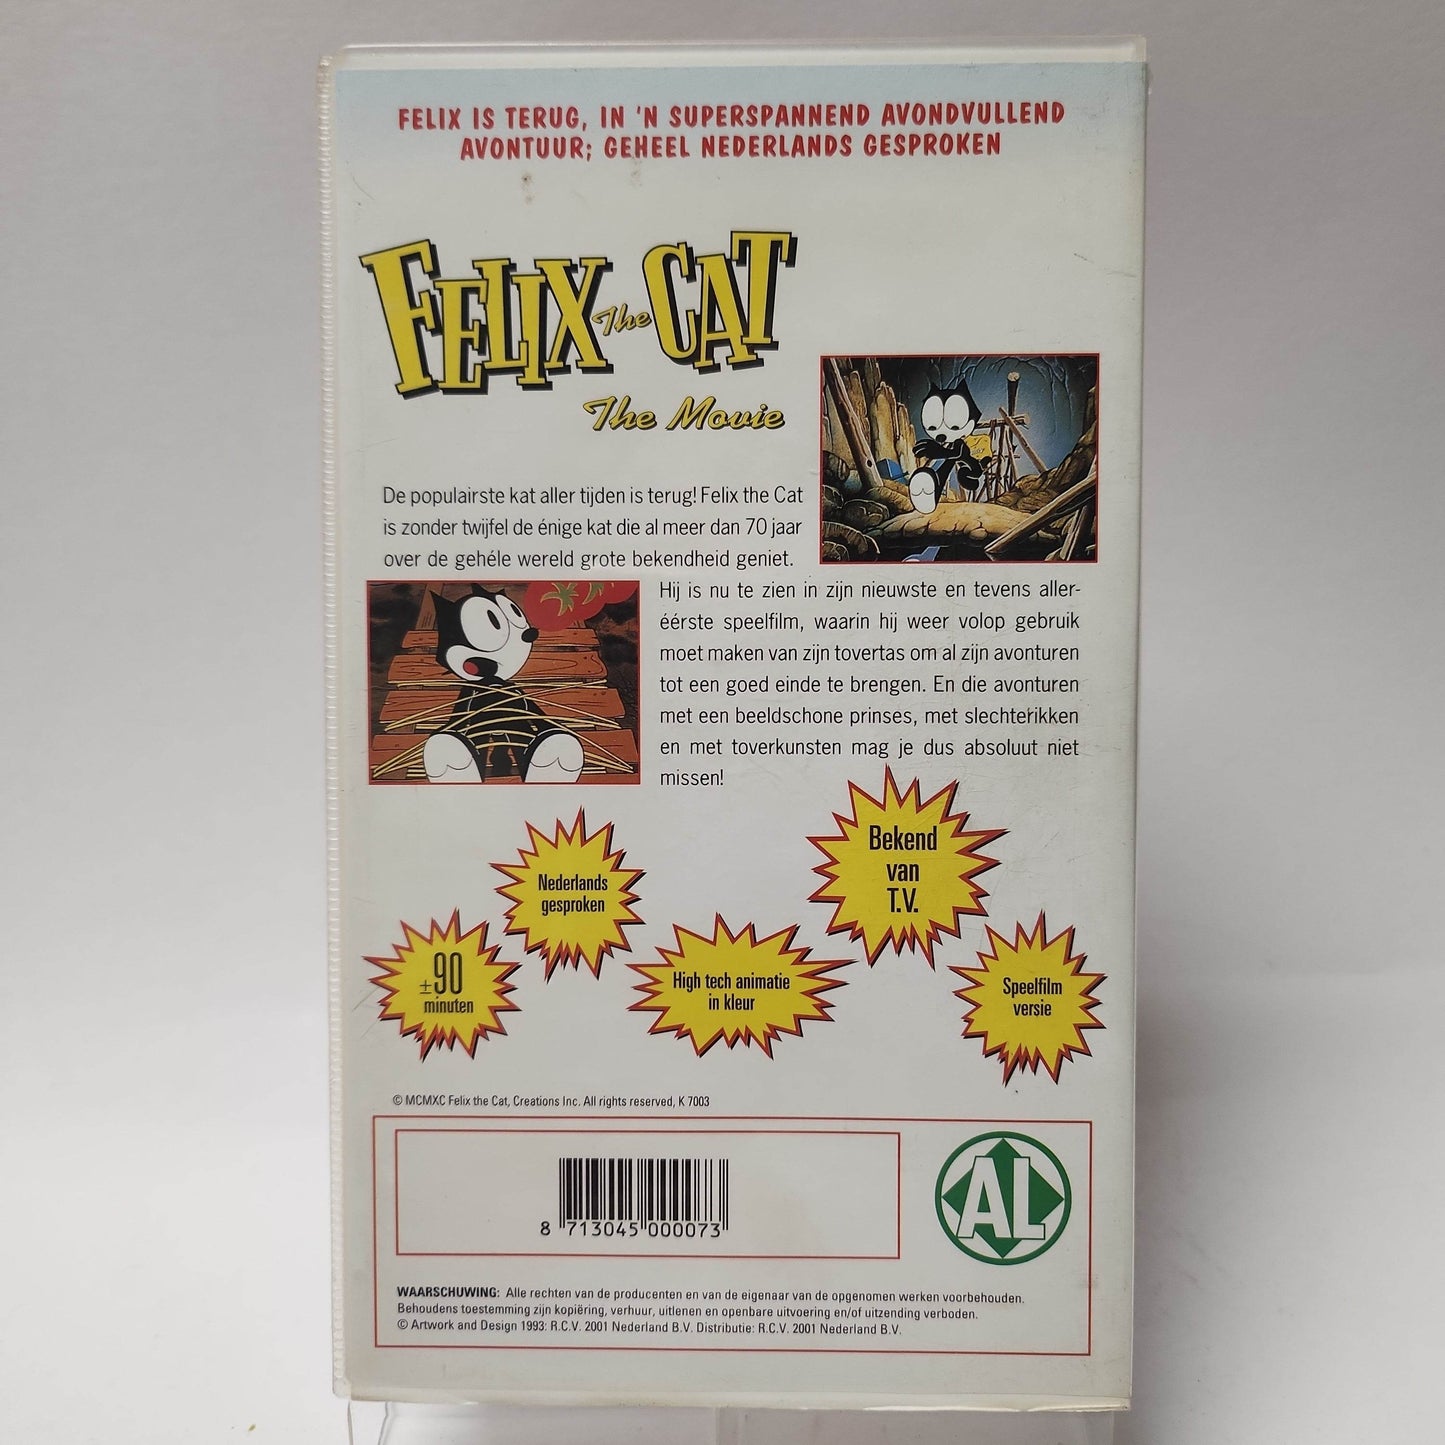 FELIX IS TERUG, IN 'N SUPERSPANNEND AVONDVULLEND
AVONTUUR; GEHEEL NEDERLANDS GESPROKEN
FELIX The CAT
The Movie
De populairste kat aller tijden is terug! Felix the Cat
is zonder twijfel de énige kat die al meer dan 70 jaar
over de gehéle wereld grote bekendheid geniet.
Hij is nu te zien in zijn nieuwste en tevens aller-
éérste speelfilm, waarin hij weer volop gebruik
moet maken van zijn tovertas om al zijn avonturen
tot een goed einde te brengen. En die avonturen
met een beeldschone prinses, met slechterikken
en met toverkunsten mag je dus absoluut niet
missen!
Bekend
van
T.V.
Nederlands
gesproken
±90
minuten
High tech animatie
in kleur
Speelfilm
versie
© MCMXC Felix the Cat, Creations Inc. All rights reserved, K 7003
8 713045 000073
AL
WAARSCHUWING: Alle rechten van de producenten en van de eigenaar van de opgenomen werken voorbehouden.
Behoudens toestemming zijn kopiëring, verhuur, uitlenen en openbare uitvoering en/of uitzending verboden.
© Artwork and Design 1993: R.C.V. 2001 Nederland B.V. Distributie: R.C.V. 2001 Nederland B.V.